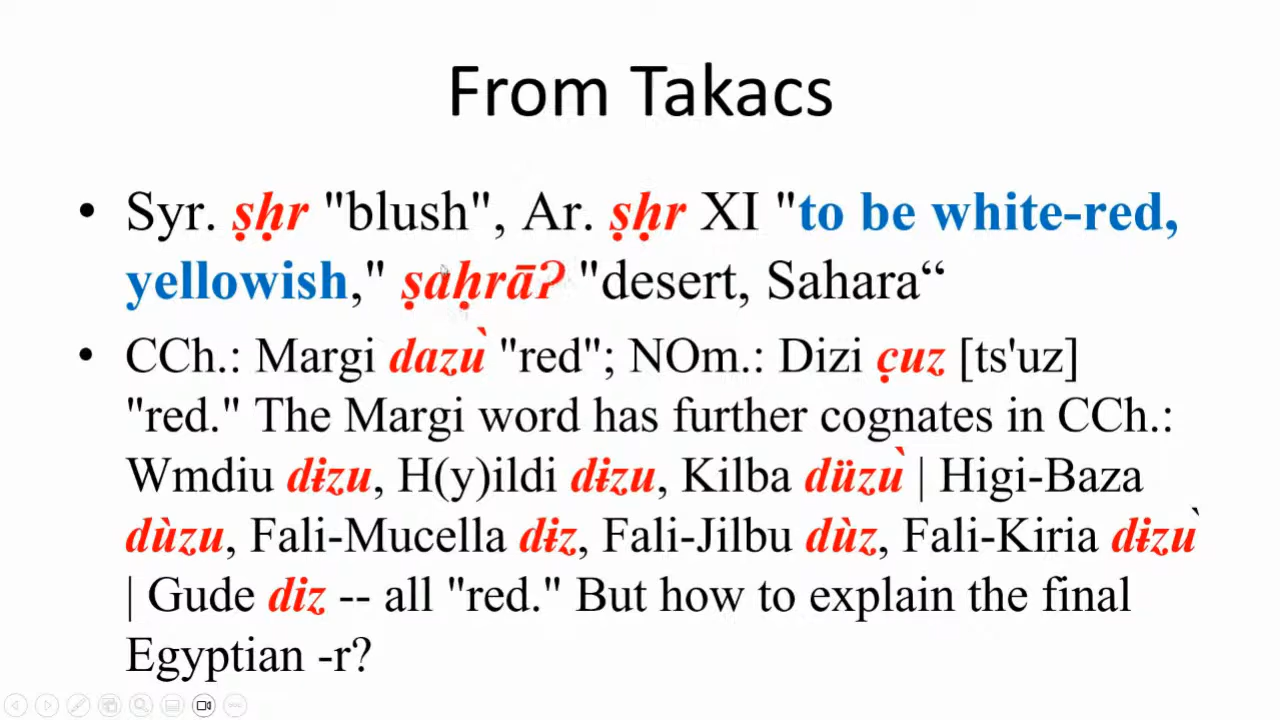 From Takacs
• Syr. ṣḥr "blush", Ar. ṣḥr XI "to be white-red,
yellowish," ṣaḥrāʔ "desert, Sahara“
• CCh.: Margi dazù "red"; NOm.: Dizi c̣uz [ts'uz]
"red." The Margi word has further cognates in CCh.:
Wmdiu dɨzu, H(y)ildi dɨzu, Kilba düzù | Higi-Baza
dùzu, Fali-Mucella dɨz, Fali-Jilbu dùz, Fali-Kiria dɨzù
| Gude diz -- all "red." But how to explain the final
Egyptian -r?